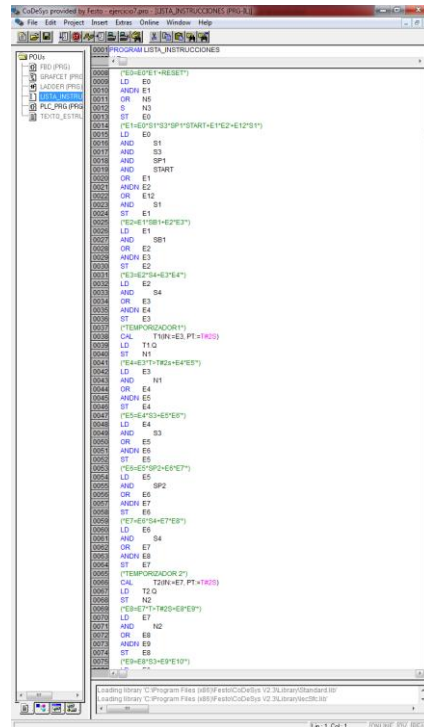 CoDeSys provided by Festo - ejercicio7.pro - [LISTA_INSTRUCCIONES (PRG-IL)]
File Edit Project Insert Extras Online Window Help
POUs
FBD (PRG)
GRAFCET (PRG
LADDER (PRG)
LISTA_INSTRU
PLC_PRG (PRG
TEXTO_ESTRL
0001 PROGRAM LISTA_INSTRUCCIONES
0008 (*E0=E0*E1'+RESET*)
0009 LD E0
0010 ANDN E1
0011 OR N5
0012 S N3
0013 ST E0
0014 (*E1=E0*S1*S3*SP1*START+E1*E2'+E12*S1*)
0015 LD E0
0016 AND S1
0017 AND S3
0018 AND SP1
0019 AND START
0020 OR E1
0021 ANDN E2
0022 OR E12
0023 AND S1
0024 ST E1
0025 (*E2=E1*SB1+E2*E3'*)
0026 LD E1
0027 AND SB1
0028 OR E2
0029 ANDN E3
0030 ST E2
0031 (*E3=E2*S4+E3*E4'*)
0032 LD E2
0033 AND S4
0034 OR E3
0035 ANDN E4
0036 ST E3
0037 (*TEMPORIZADOR1*)
0038 CAL T1(IN:=E3, PT:=T#2S)
0039 LD T1.Q
0040 ST N1
0041 (*E4=E3*T>T#2s+E4*E5'*)
0042 LD E3
0043 AND N1
0044 OR E4
0045 ANDN E5
0046 ST E4
0047 (*E5=E4*S3+E5*E6'*)
0048 LD E4
0049 AND S3
0050 OR E5
0051 ANDN E6
0052 ST E5
0053 (*E6=E5*SP2+E6*E7'*)
0054 LD E5
0055 AND SP2
0056 OR E6
0057 ANDN E7
0058 ST E6
0059 (*E7=E6*S4+E7*E8'*)
0060 LD E6
0061 AND S4
0062 OR E7
0063 ANDN E8
0064 ST E7
0065 (*TEMPORIZADOR 2*)
0066 CAL T2(IN:=E7, PT:=T#2S)
0067 LD T2.Q
0068 ST N2
0069 (*E8=E7*T>T#2S+E8*E9'*)
0070 LD E7
0071 AND N2
0072 OR E8
0073 ANDN E9
0074 ST E8
0075 (*E9=E8*S3+E9*E10'*)
Loading library 'C:\Program Files (x86)\Festo\CoDeSys V2.3\Library\Standard.lib'
Loading library 'C:\Program Files (x86)\Festo\CoDeSys V2.3\Library\IecSfc.lib'
Lin.: 1, Col.: 1